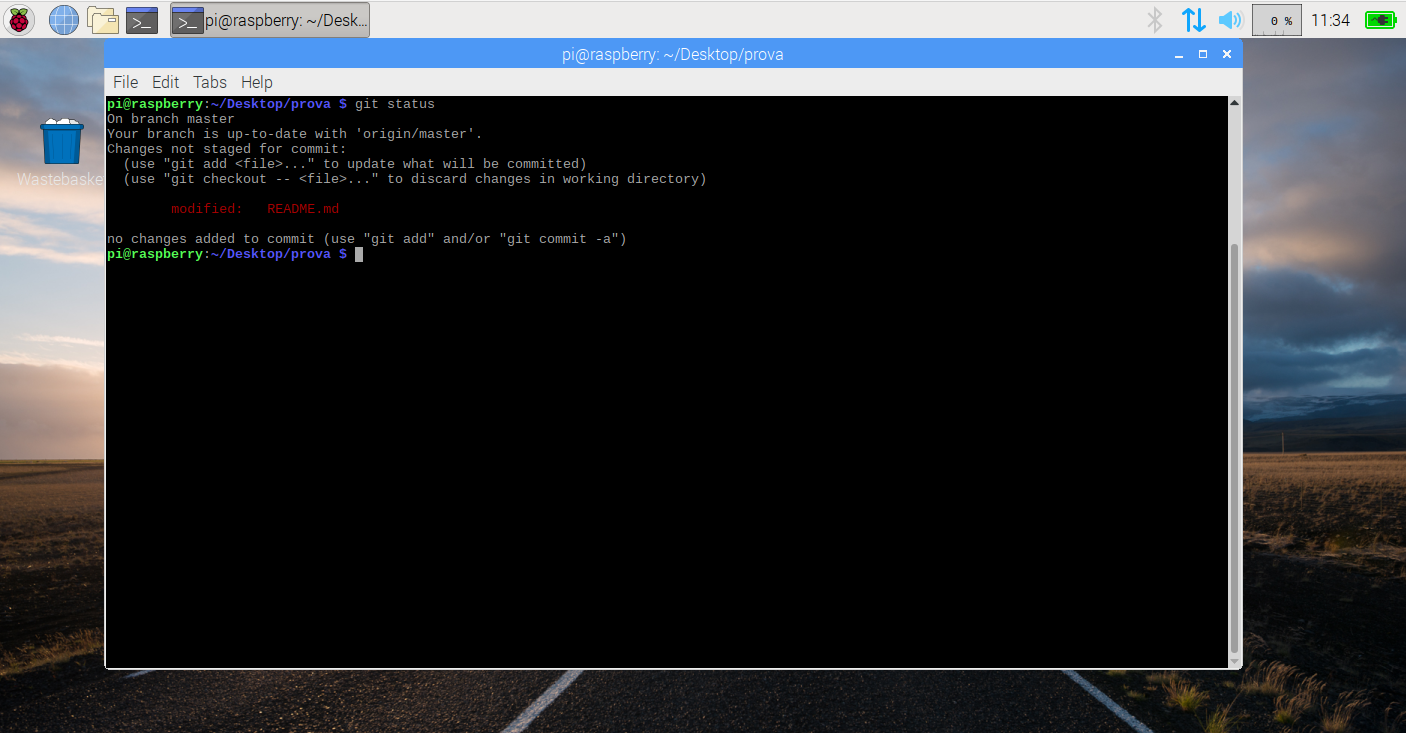 pi@raspberry: ~/Desk...
0 %
11:34
pi@raspberry: ~/Desktop/prova
File Edit Tabs Help
Wastebaske
pi@raspberry:~/Desktop/prova $ git status
On branch master
Your branch is up-to-date with 'origin/master'.
Changes not staged for commit:
  (use "git add <file>..." to update what will be committed)
  (use "git checkout -- <file>..." to discard changes in working directory)
        modified:   README.md
no changes added to commit (use "git add" and/or "git commit -a")
pi@raspberry:~/Desktop/prova $